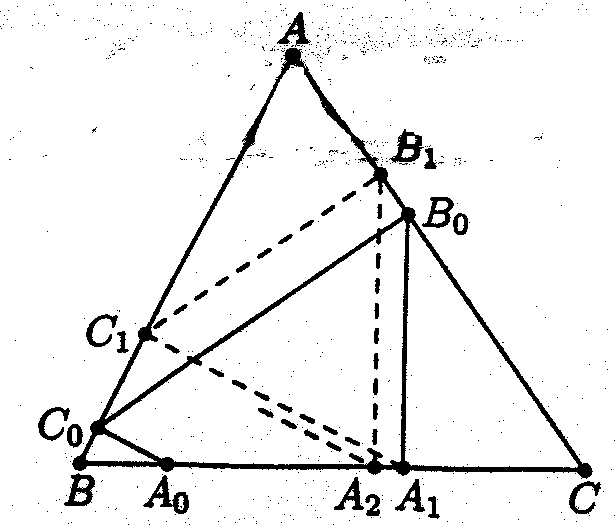 A
B₁
B₀
C₁
C₀
B A₀ A₂ A₁ C